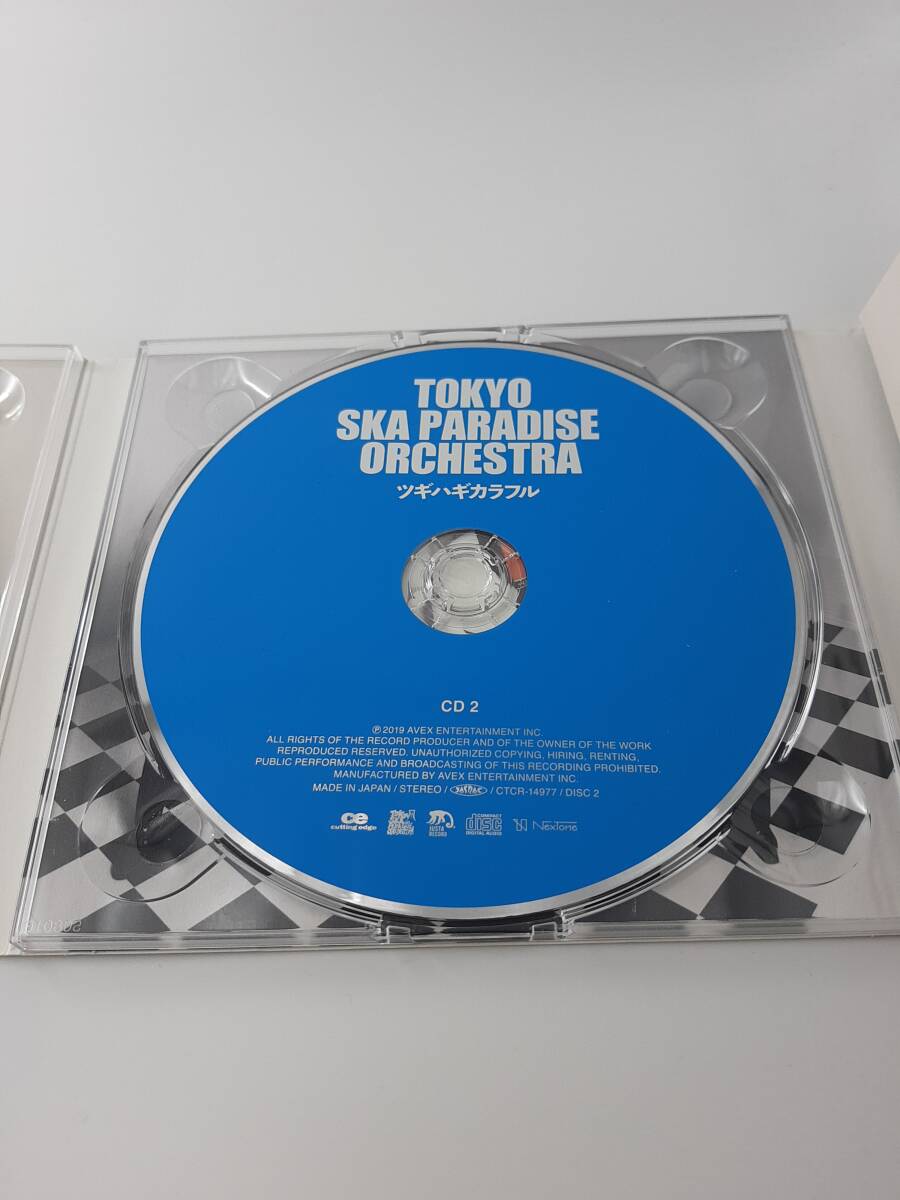 TOKYO
SKA PARADISE
ORCHESTRA
ツギハギカラフル
CD 2
Ⓟ2019 AVEX ENTERTAINMENT INC.
ALL RIGHTS OF THE RECORD PRODUCER AND OF THE OWNER OF THE WORK
REPRODUCED RESERVED. UNAUTHORIZED COPYING, HIRING, RENTING,
PUBLIC PERFORMANCE AND BROADCASTING OF THIS RECORDING PROHIBITED.
MANUFACTURED BY AVEX ENTERTAINMENT INC.
MADE IN JAPAN / STEREO / JASRAC / CTCR-14977 / DISC 2
ce cutting edge JUSTA RECORD COMPACT disc DIGITAL AUDIO NexTone